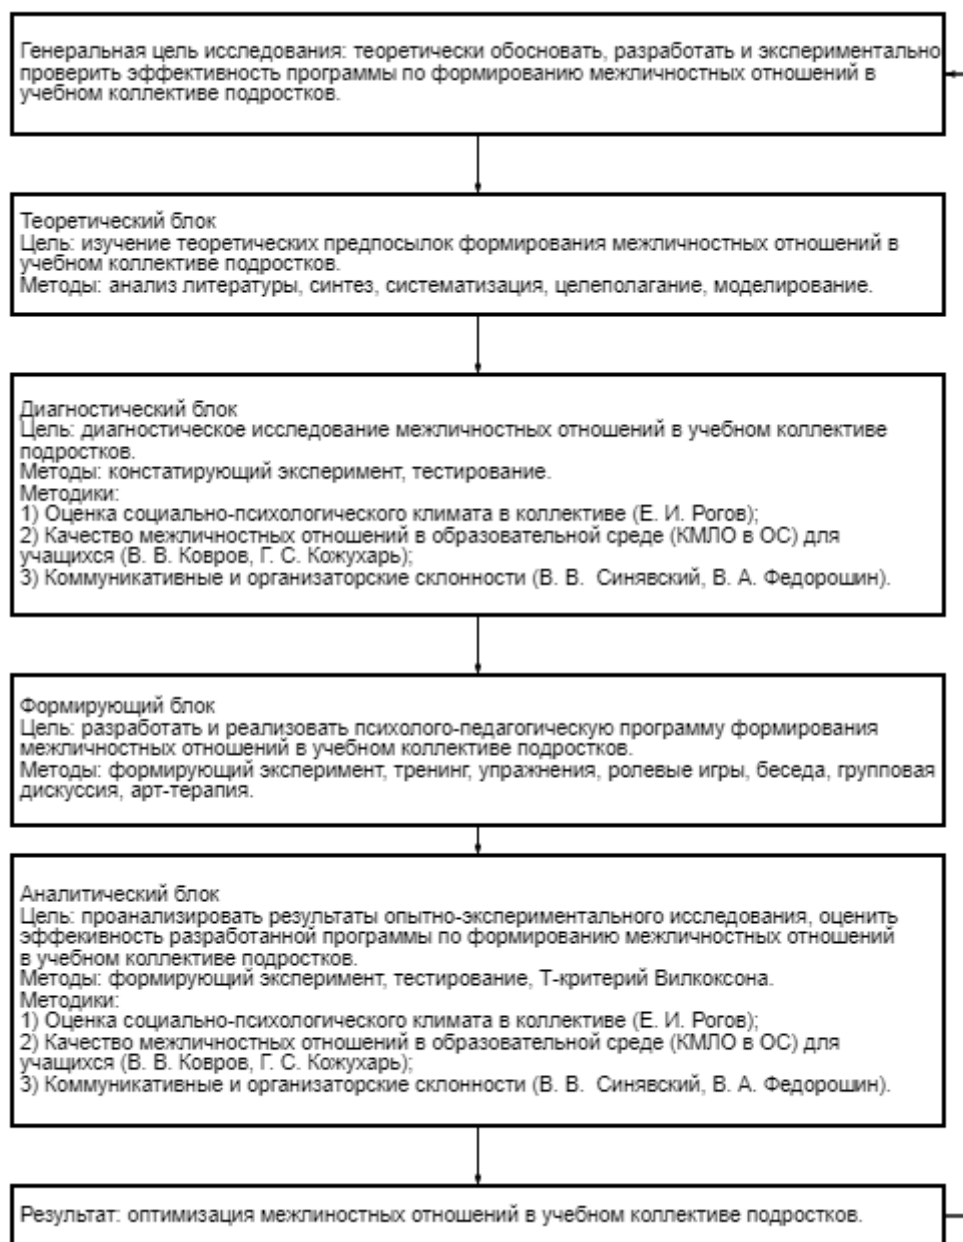 Генеральная цель исследования: теоретически обосновать, разработать и экспериментально
проверить эффективность программы по формированию межличностных отношений в
учебном коллективе подростков.
Теоретический блок
Цель: изучение теоретических предпосылок формирования межличностных отношений в
учебном коллективе подростков.
Методы: анализ литературы, синтез, систематизация, целеполагание, моделирование.
Диагностический блок
Цель: диагностическое исследование межличностных отношений в учебном коллективе
подростков.
Методы: констатирующий эксперимент, тестирование.
Методики:
1) Оценка социально-психологического климата в коллективе (Е. И. Рогов);
2) Качество межличностных отношений в образовательной среде (КМЛО в ОС) для
учащихся (В. В. Ковров, Г. С. Кожухарь);
3) Коммуникативные и организаторские склонности (В. В. Синявский, В. А. Федорошин).
Формирующий блок
Цель: разработать и реализовать психолого-педагогическую программу формирования
межличностных отношений в учебном коллективе подростков.
Методы: формирующий эксперимент, тренинг, упражнения, ролевые игры, беседа, групповая
дискуссия, арт-терапия.
Аналитический блок
Цель: проанализировать результаты опытно-экспериментального исследования, оценить
эффекивность разработанной программы по формированию межличностных отношений
в учебном коллективе подростков.
Методы: формирующий эксперимент, тестирование, Т-критерий Вилкоксона.
Методики:
1) Оценка социально-психологического климата в коллективе (Е. И. Рогов);
2) Качество межличностных отношений в образовательной среде (КМЛО в ОС) для
учащихся (В. В. Ковров, Г. С. Кожухарь);
3) Коммуникативные и организаторские склонности (В. В. Синявский, В. А. Федорошин).
Результат: оптимизация межлиностных отношений в учебном коллективе подростков.